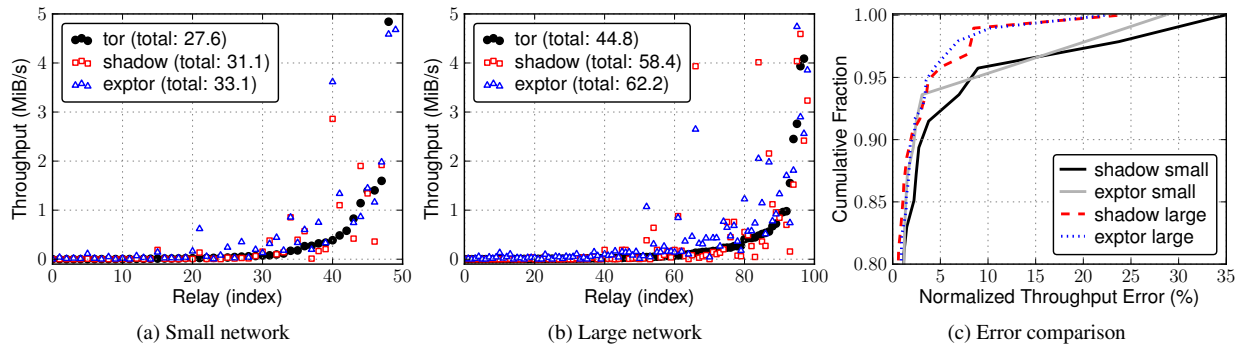 5
4
3
2
1
0
Throughput (MiB/s)
tor (total: 27.6)
shadow (total: 31.1)
exptor (total: 33.1)
0 10 20 30 40 50
Relay (index)
(a) Small network
5
4
3
2
1
0
Throughput (MiB/s)
tor (total: 44.8)
shadow (total: 58.4)
exptor (total: 62.2)
0 20 40 60 80 100
Relay (index)
(b) Large network
1.00
0.95
0.90
0.85
0.80
Cumulative Fraction
shadow small
exptor small
shadow large
exptor large
0 5 10 15 20 25 30 35
Normalized Throughput Error (%)
(c) Error comparison